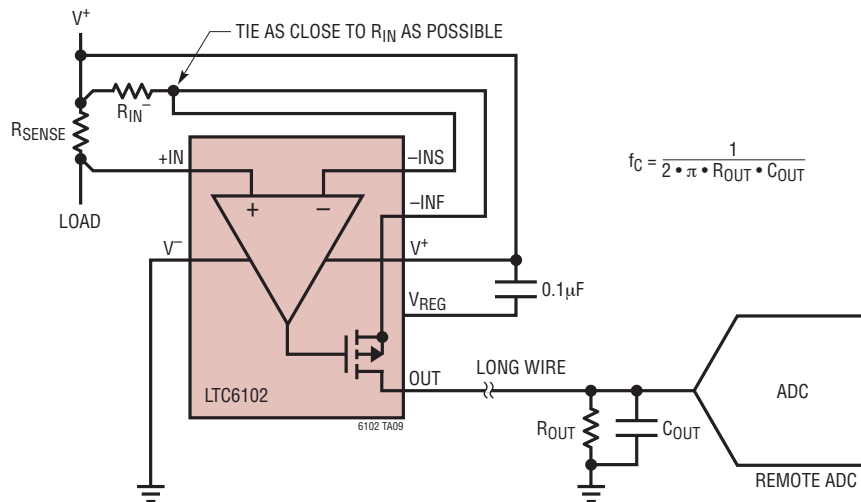 V+
TIE AS CLOSE TO RIN AS POSSIBLE
RIN–
RSENSE
+IN
–INS
fC = 1 / 2 • π • ROUT • COUT
+
–
–INF
LOAD
V–
V+
0.1μF
VREG
LONG WIRE
OUT
ADC
LTC6102
6102 TA09
ROUT
COUT
REMOTE ADC